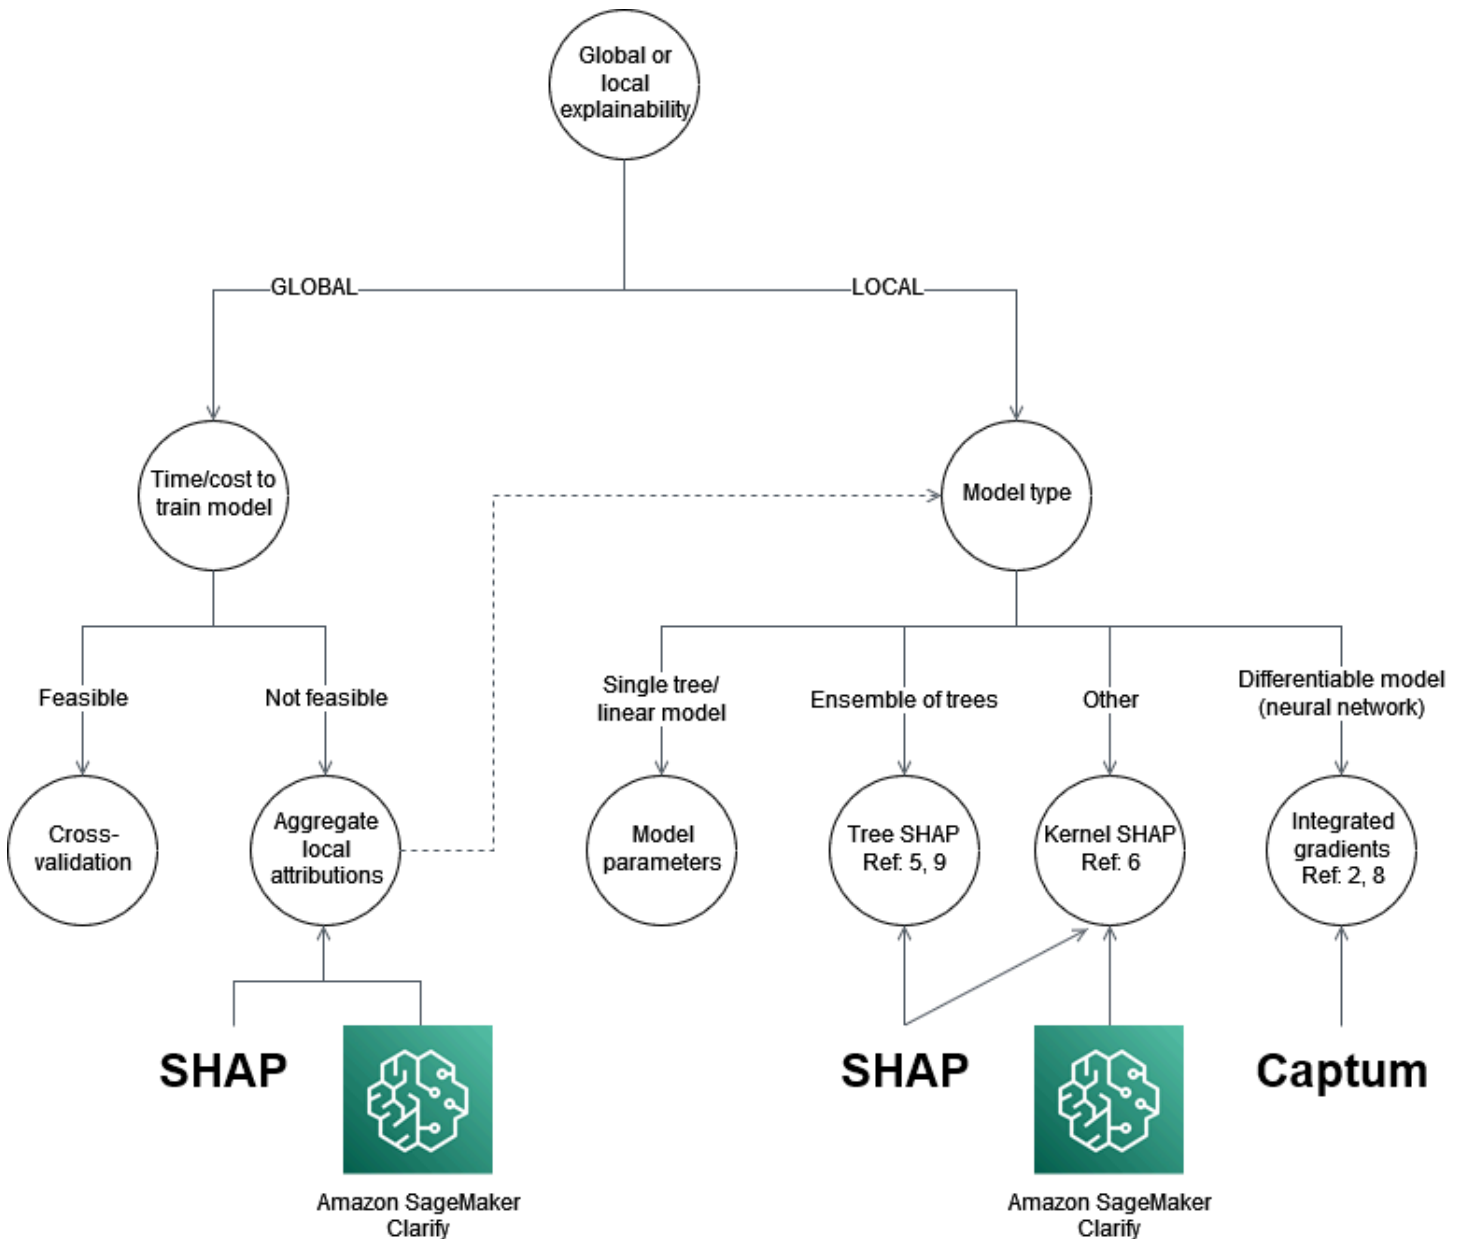 Global or
local
explainability
GLOBAL
LOCAL
Time/cost to
train model
Model type
Feasible
Not feasible
Single tree/
linear model
Ensemble of trees
Other
Differentiable model
(neural network)
Cross-
validation
Aggregate
local
attributions
Model
parameters
Tree SHAP
Ref: 5, 9
Kernel SHAP
Ref: 6
Integrated
gradients
Ref: 2, 8
SHAP
Amazon SageMaker
Clarify
SHAP
Amazon SageMaker
Clarify
Captum